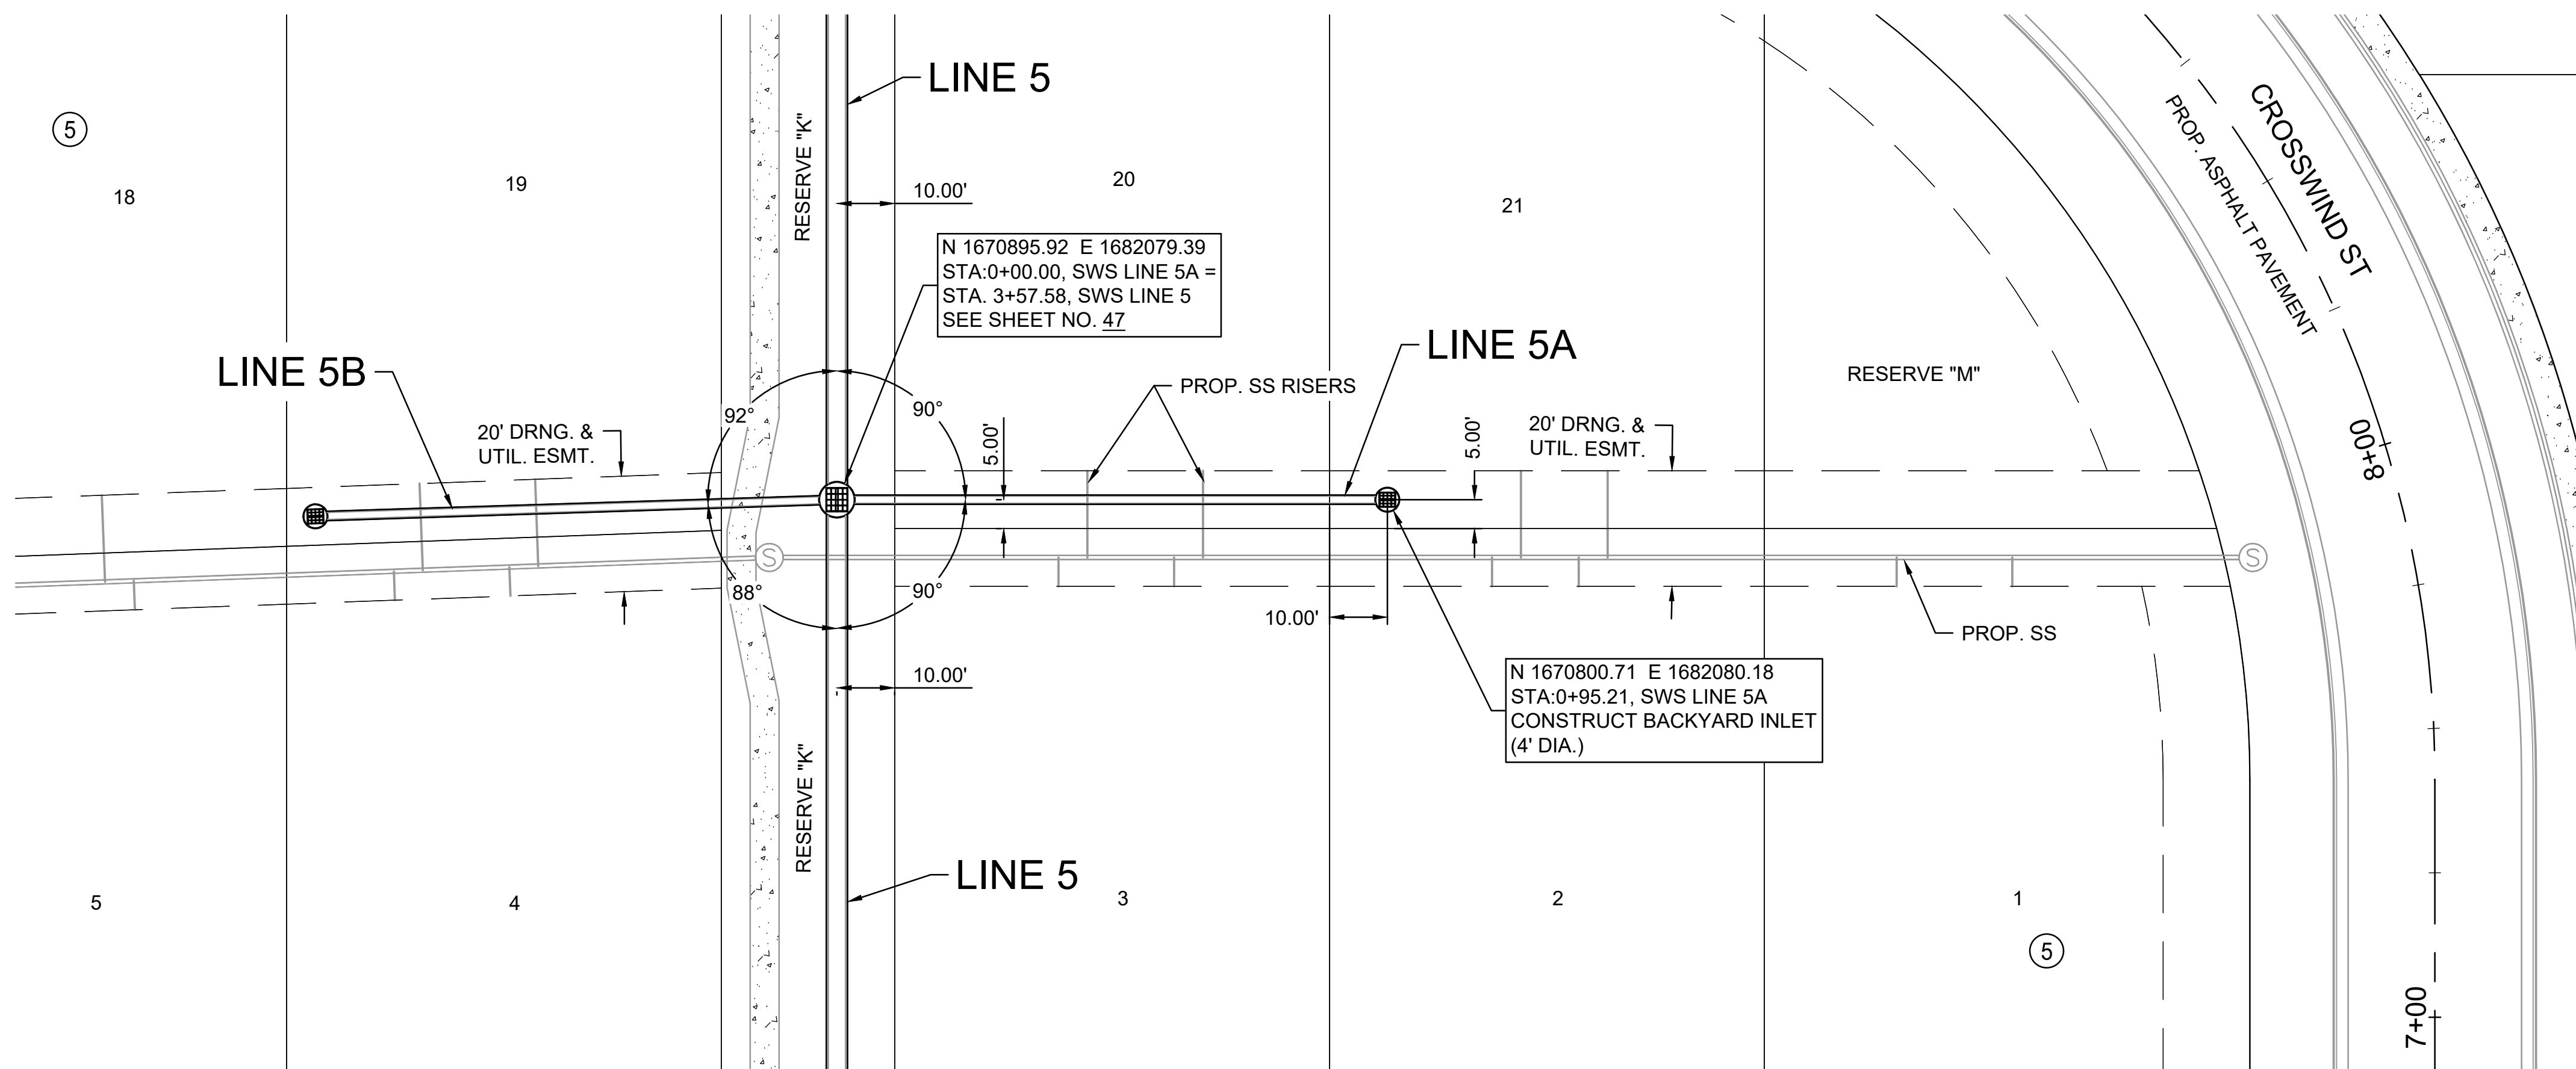 LINE 5
CROSSWIND ST
PROP. ASPHALT PAVEMENT
5
18
19
RESERVE "K"
10.00'
20
21
N 1670895.92  E 1682079.39
STA:0+00.00, SWS LINE 5A =
STA. 3+57.58, SWS LINE 5
SEE SHEET NO. 47
LINE 5B
LINE 5A
PROP. SS RISERS
RESERVE "M"
92°
90°
20' DRNG. &
UTIL. ESMT.
5.00'
5.00'
20' DRNG. &
UTIL. ESMT.
8+00
S
S
88°
90°
10.00'
PROP. SS
10.00'
N 1670800.71  E 1682080.18
STA:0+95.21, SWS LINE 5A
CONSTRUCT BACKYARD INLET
(4' DIA.)
RESERVE "K"
LINE 5
5
4
3
2
1
5
7+00